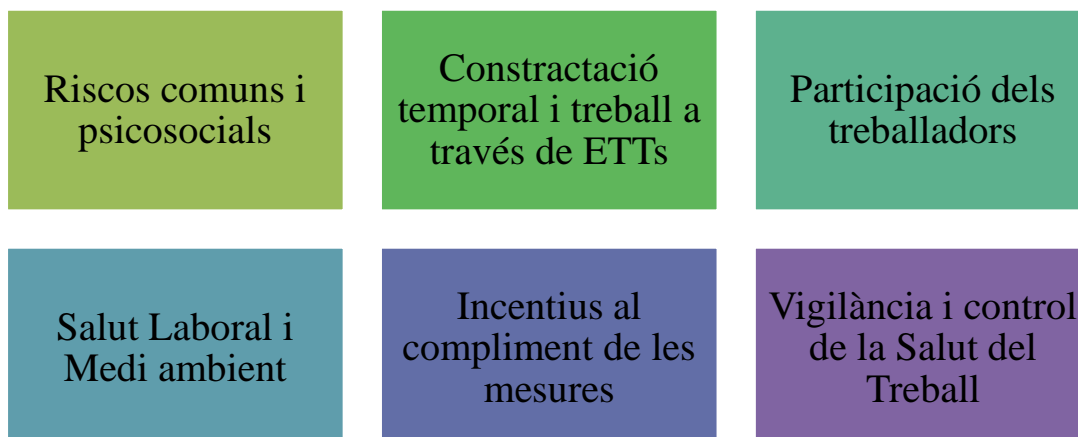 Riscos comuns i
psicosocials
Constractació
temporal i treball a
través de ETTs
Participació dels
treballadors
Salut Laboral i
Medi ambient
Incentius al
compliment de les
mesures
Vigilància i control
de la Salut del
Treball